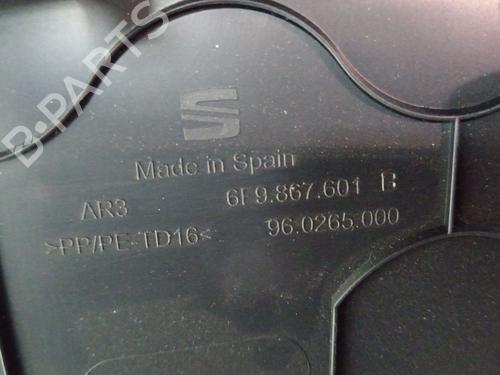 B-PARTS
Made in Spain
AR3 6F9.867.601 B
>PP/PE-TD16< 96.0265.000